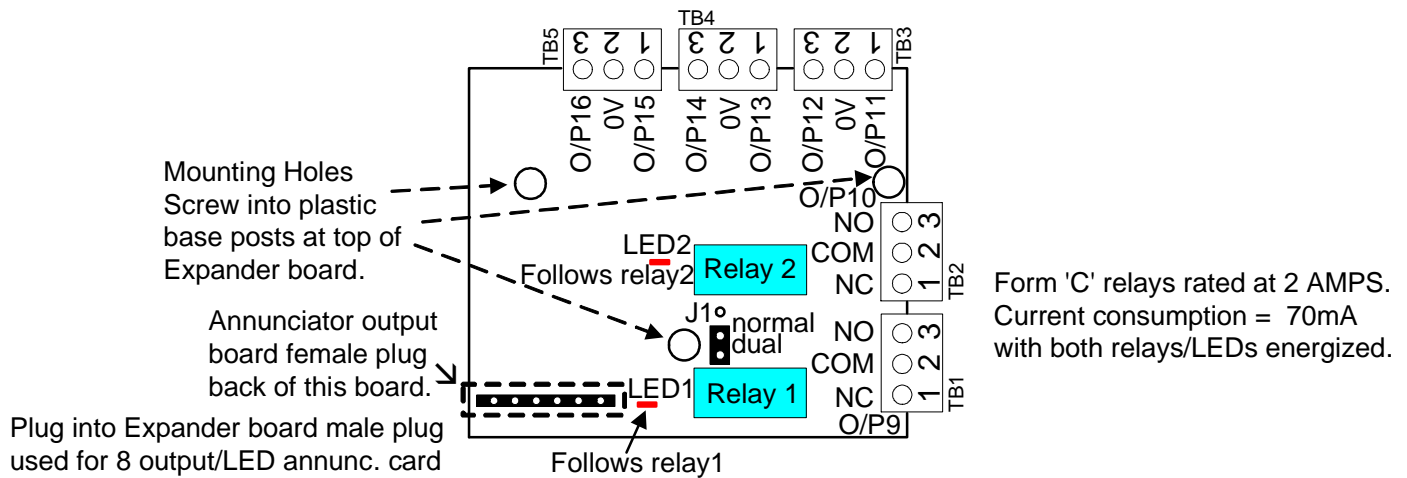 TB4
TB5
3 2 1
3 2 1
3 2 1
TB3
O/P16
0V
O/P15
O/P14
0V
O/P13
O/P12
0V
O/P11
Mounting Holes
Screw into plastic
base posts at top of
Expander board.
O/P10
NO
COM
NC
3
2
1
TB2
LED2
Follows relay2
Relay 2
Form 'C' relays rated at 2 AMPS.
Current consumption = 70mA
with both relays/LEDs energized.
J1
normal
dual
Annunciator output
board female plug
back of this board.
NO
COM
NC
3
2
1
TB1
O/P9
LED1
Relay 1
Plug into Expander board male plug
used for 8 output/LED annunc. card
Follows relay1